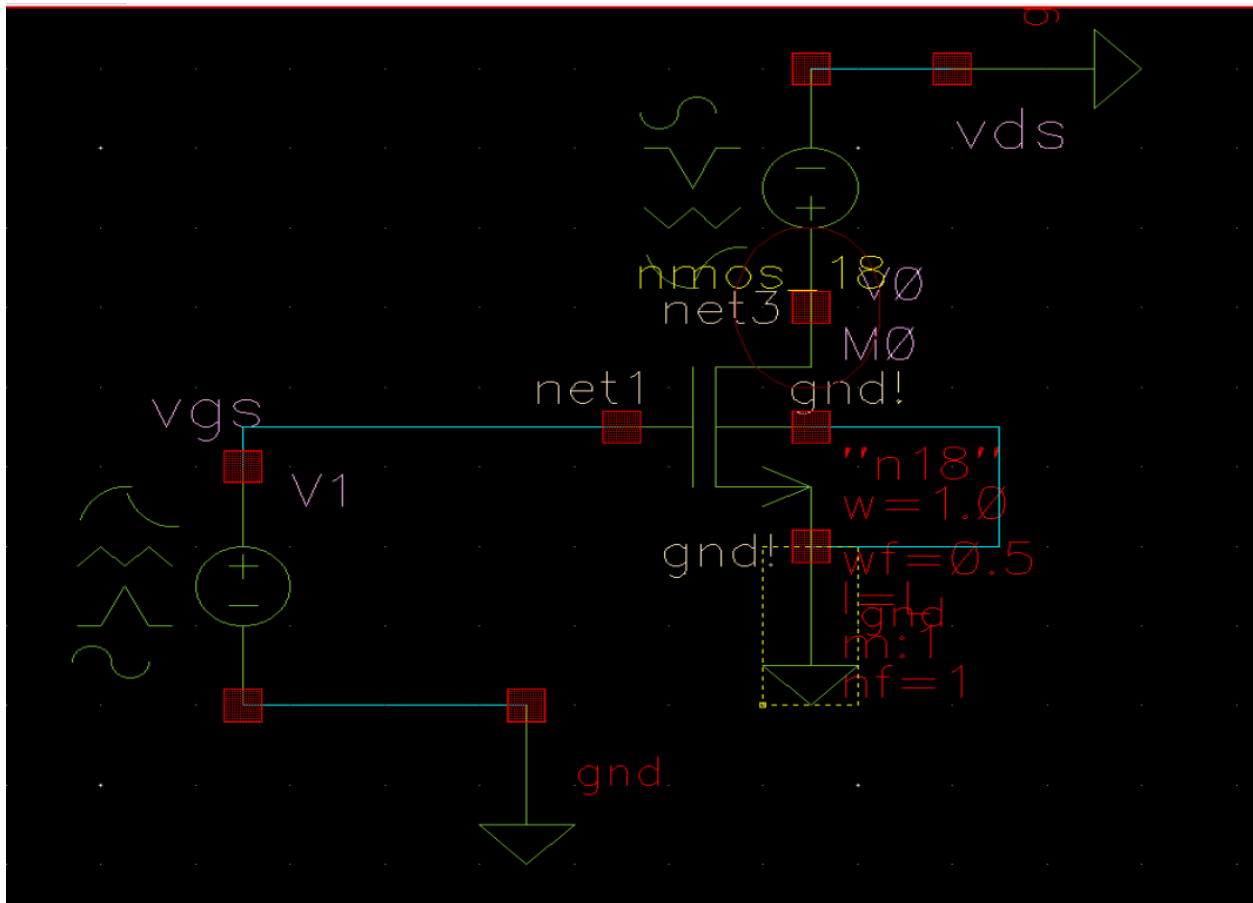 g
vds
nmos_18
V0
net3
M0
net1
gnd!
vgs
"n18"
V1
w=1.0
gnd!
wf=0.5
l=L
gnd
m:1
nf=1
gnd